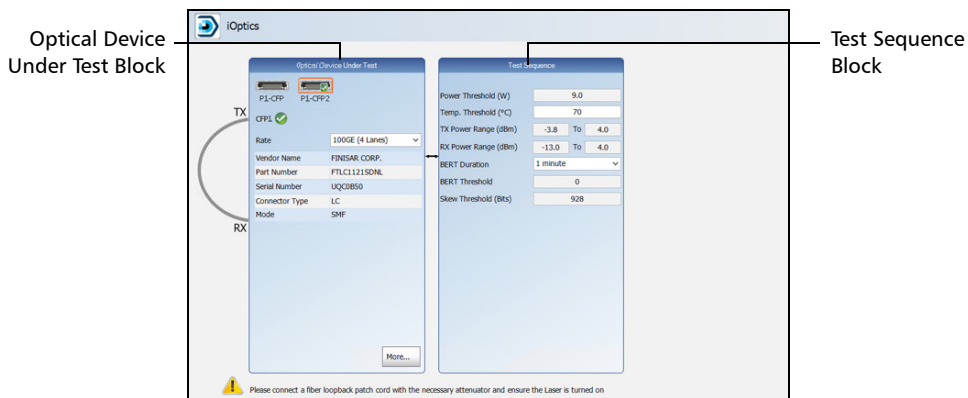 iOptics
Optical Device
Under Test Block
Test Sequence
Block
Optical Device Under Test
P1-CFP
P1-CFP2
CFP1
TX
RX
Rate 100GE (4 Lanes)
Vendor Name FINISAR CORP.
Part Number FTLC1121SDNL
Serial Number UQC0B50
Connector Type LC
Mode SMF
More...
Test Sequence
Power Threshold (W) 9.0
Temp. Threshold (°C) 70
TX Power Range (dBm) -3.8 To 4.0
RX Power Range (dBm) -13.0 To 4.0
BERT Duration 1 minute
BERT Threshold 0
Skew Threshold (Bits) 928
Please connect a fiber loopback patch cord with the necessary attenuator and ensure the Laser is turned on